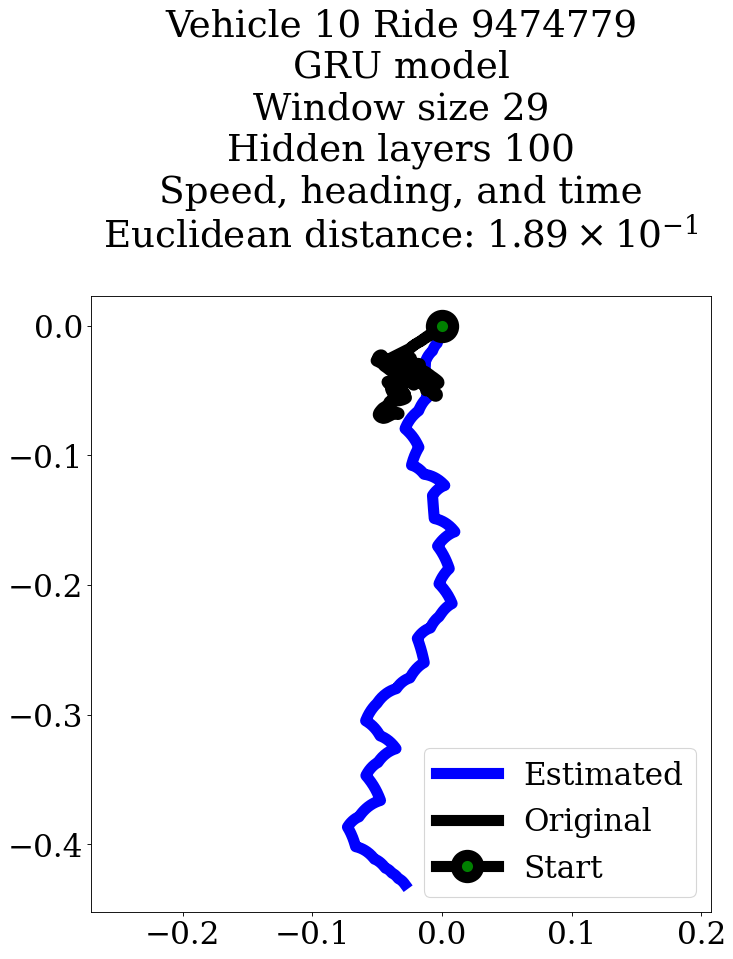 Vehicle 10 Ride 9474779
GRU model
Window size 29
Hidden layers 100
Speed, heading, and time
Euclidean distance: 1.89 × 10⁻¹
0.0
−0.1
−0.2
−0.3
−0.4
Estimated
Original
Start
−0.2 −0.1 0.0 0.1 0.2